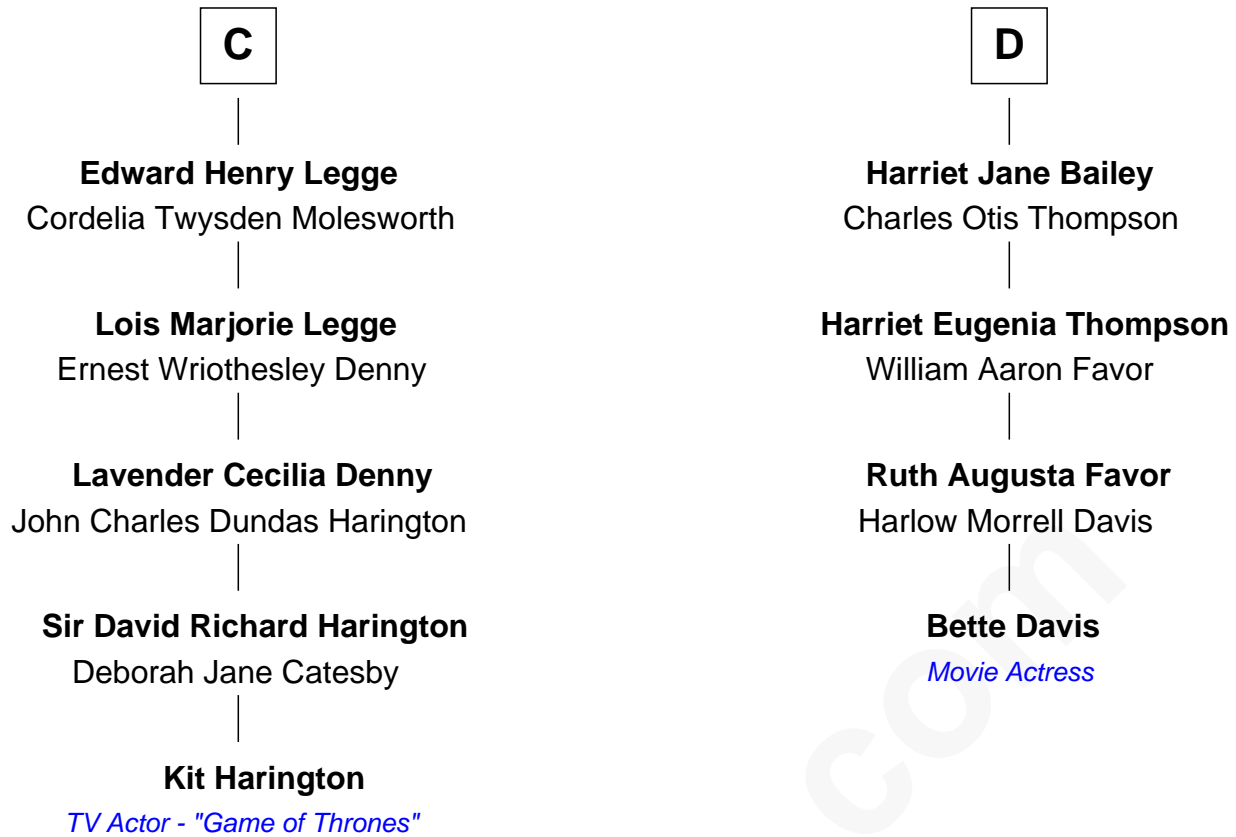 C
Edward Henry Legge
Cordelia Twysden Molesworth
Lois Marjorie Legge
Ernest Wriothesley Denny
Lavender Cecilia Denny
John Charles Dundas Harington
Sir David Richard Harington
Deborah Jane Catesby
Kit Harington
TV Actor - "Game of Thrones"
D
Harriet Jane Bailey
Charles Otis Thompson
Harriet Eugenia Thompson
William Aaron Favor
Ruth Augusta Favor
Harlow Morrell Davis
Bette Davis
Movie Actress
com